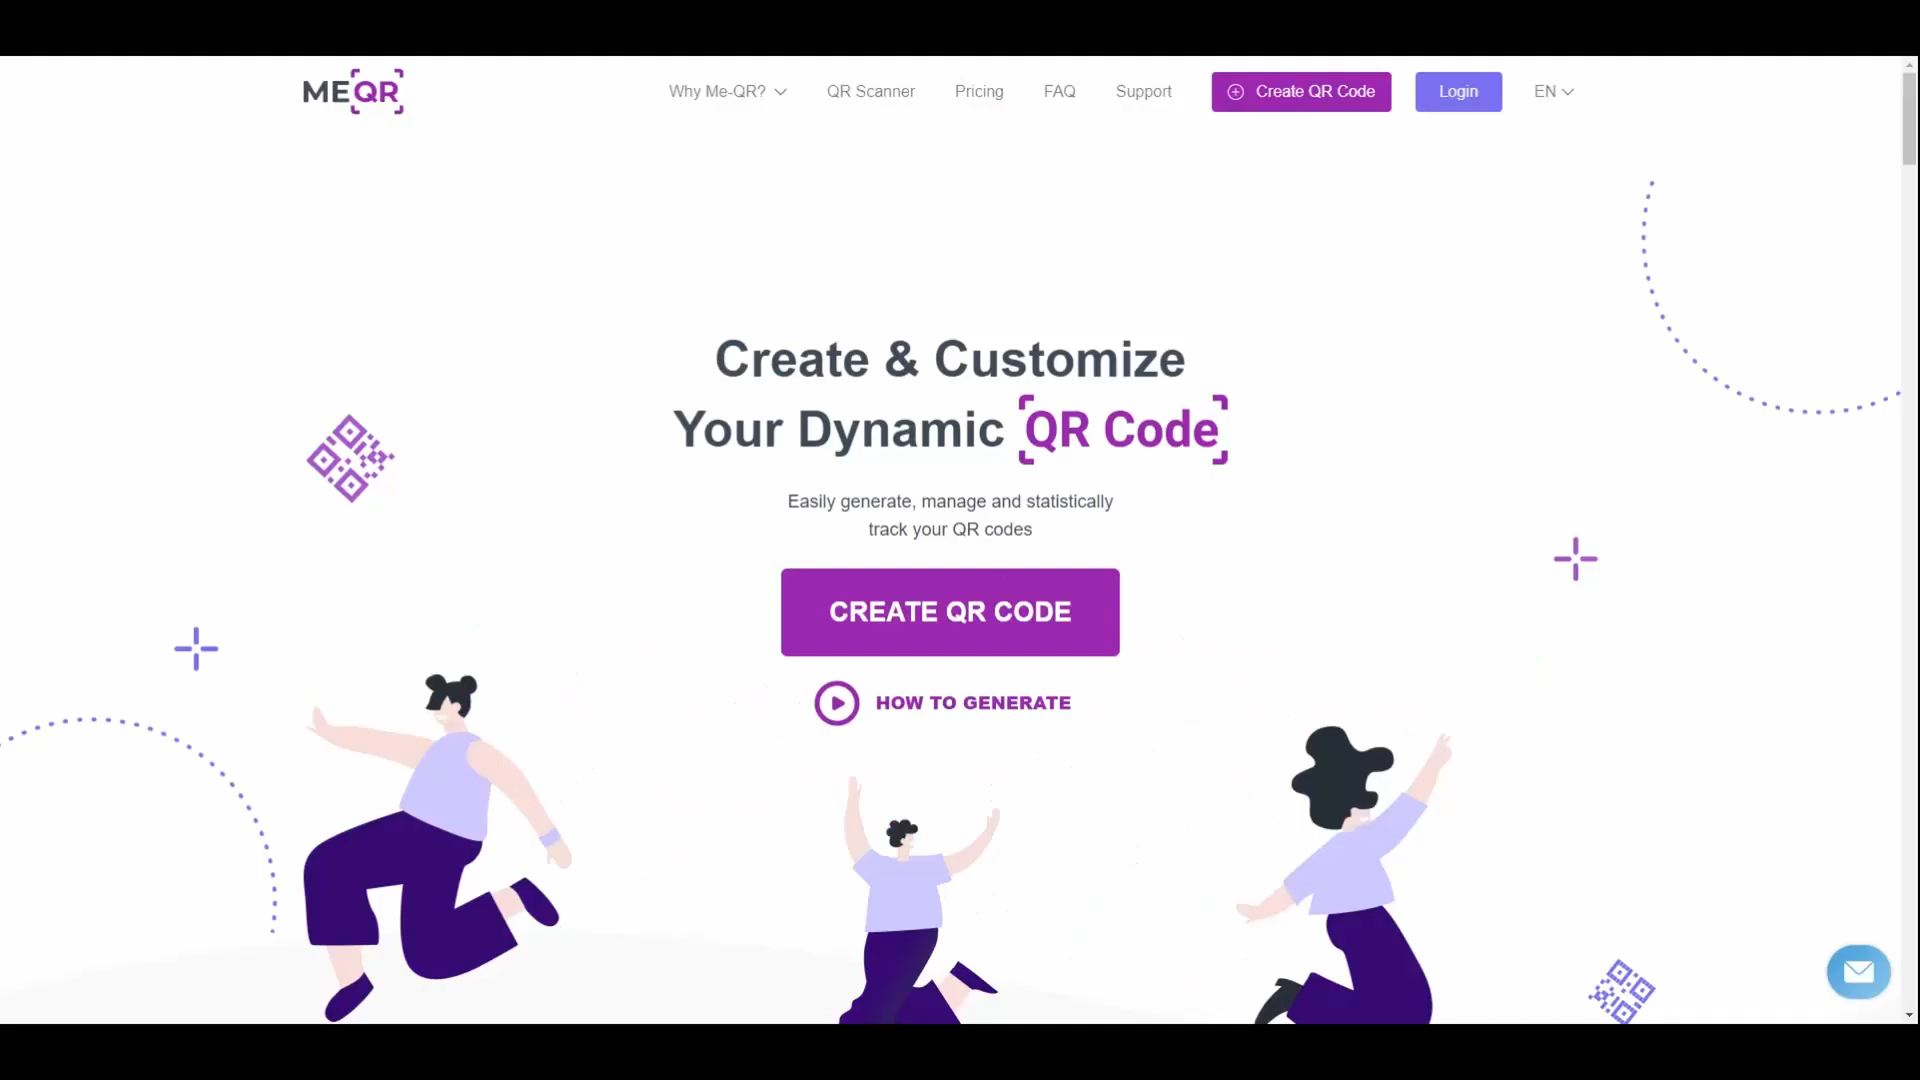 MEQR
Why Me-QR?
QR Scanner
Pricing
FAQ
Support
Create QR Code
Login
EN
Create & Customize
Your Dynamic QR Code
Easily generate, manage and statistically
track your QR codes
CREATE QR CODE
HOW TO GENERATE